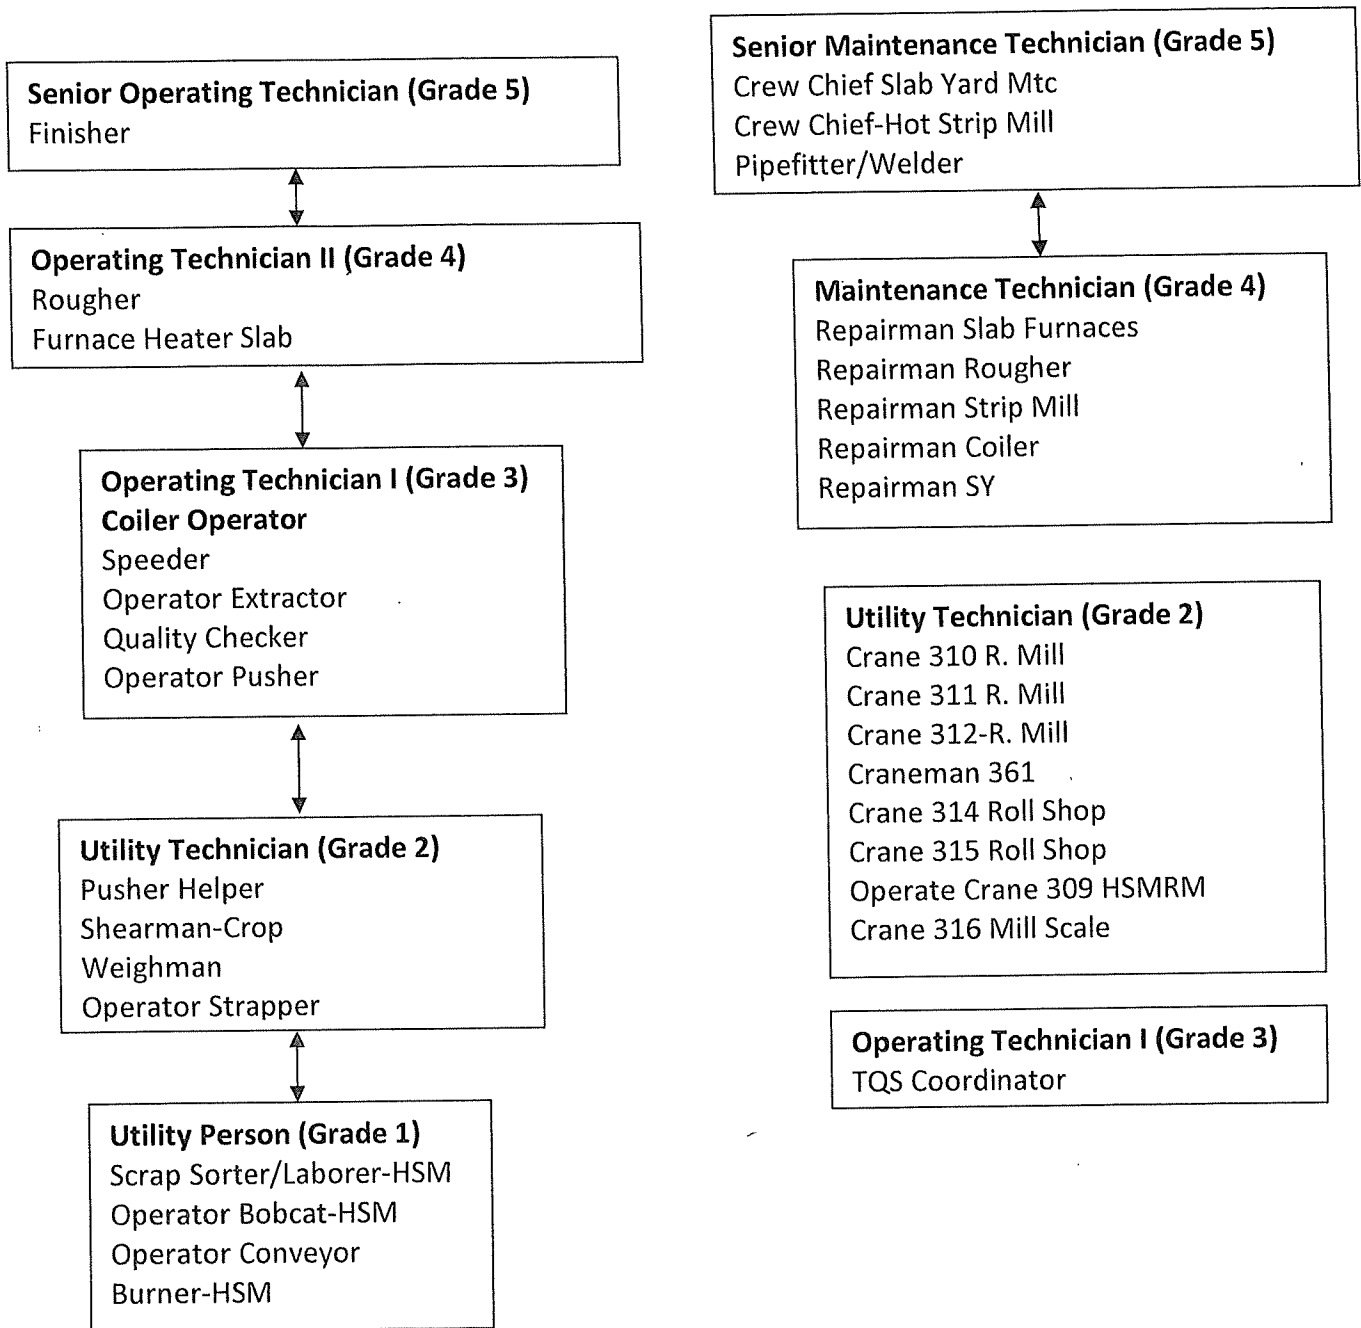 Senior Operating Technician (Grade 5)
Finisher
Operating Technician II (Grade 4)
Rougher
Furnace Heater Slab
Operating Technician I (Grade 3)
Coiler Operator
Speeder
Operator Extractor
Quality Checker
Operator Pusher
Utility Technician (Grade 2)
Pusher Helper
Shearman-Crop
Weighman
Operator Strapper
Utility Person (Grade 1)
Scrap Sorter/Laborer-HSM
Operator Bobcat-HSM
Operator Conveyor
Burner-HSM
Senior Maintenance Technician (Grade 5)
Crew Chief Slab Yard Mtc
Crew Chief-Hot Strip Mill
Pipefitter/Welder
Maintenance Technician (Grade 4)
Repairman Slab Furnaces
Repairman Rougher
Repairman Strip Mill
Repairman Coiler
Repairman SY
Utility Technician (Grade 2)
Crane 310 R. Mill
Crane 311 R. Mill
Crane 312-R. Mill
Craneman 361
Crane 314 Roll Shop
Crane 315 Roll Shop
Operate Crane 309 HSMRM
Crane 316 Mill Scale
Operating Technician I (Grade 3)
TQS Coordinator